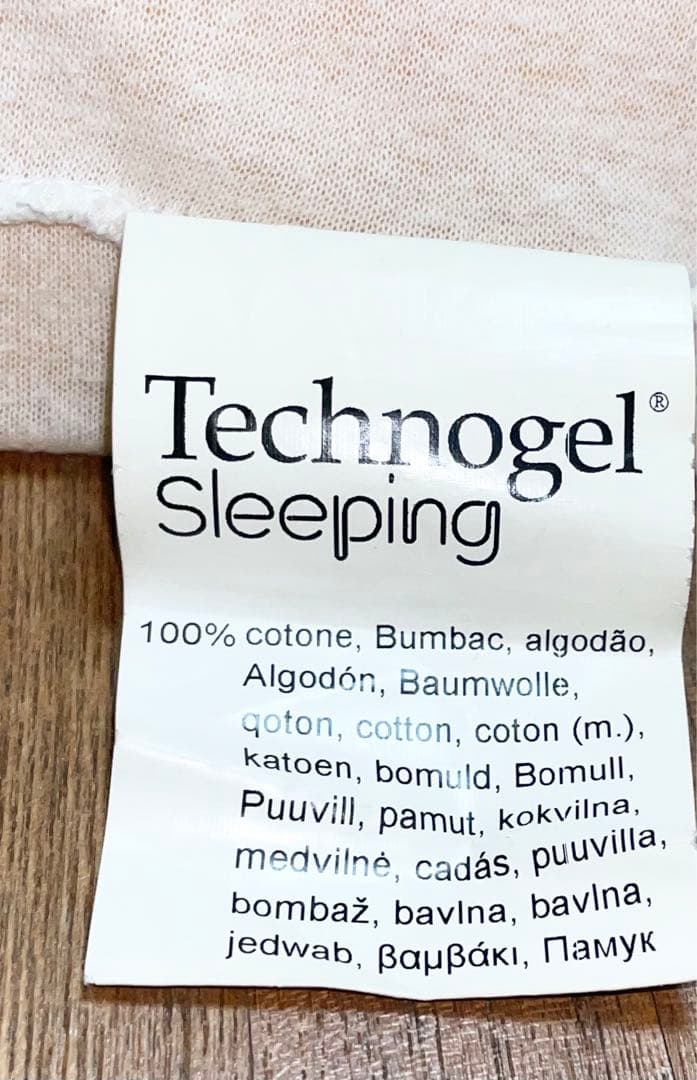 Technogel®
Sleeping
100% cotone, Bumbac, algodão,
Algodón, Baumwolle,
qoton, cotton, coton (m.),
katoen, bomuld, Bomull,
Puuvill, pamut, kokvilna,
medvilnė, cadás, puuvilla,
bombaž, bavlna, bavlna,
jedwab, βαμβάκι, Памук